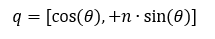 q = [cos(θ), +n · sin(θ)]